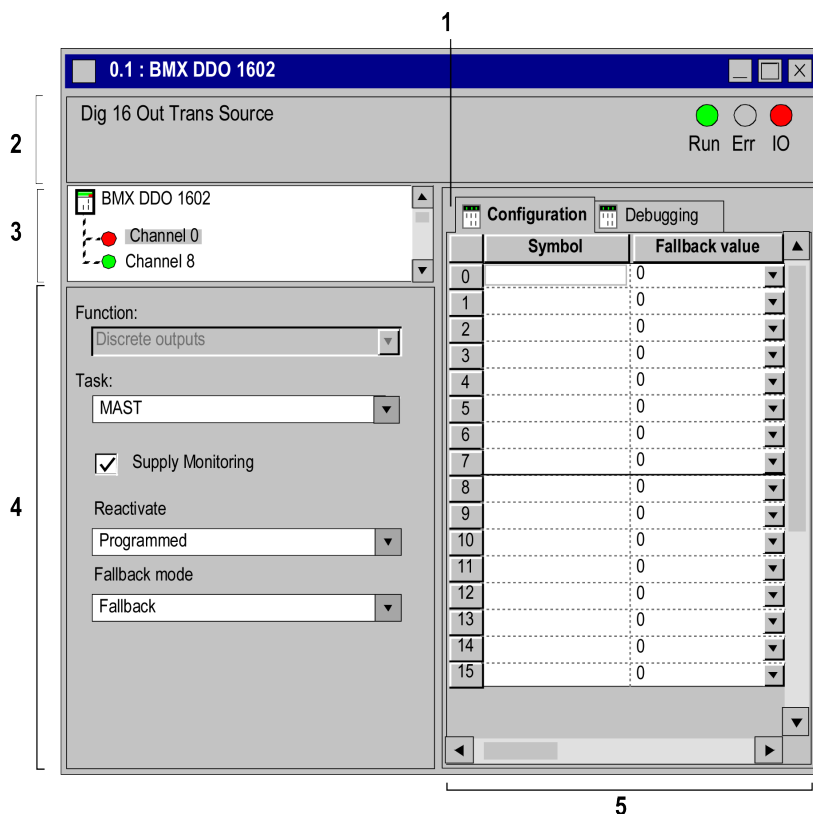 1
0.1 : BMX DDO 1602
Dig 16 Out Trans Source
Run Err IO
2
BMX DDO 1602
Channel 0
Channel 8
3
Function:
Discrete outputs
Task:
MAST
Supply Monitoring
Reactivate
Programmed
Fallback mode
Fallback
4
Configuration Debugging
Symbol Fallback value
0 0
1 0
2 0
3 0
4 0
5 0
6 0
7 0
8 0
9 0
10 0
11 0
12 0
13 0
14 0
15 0
5